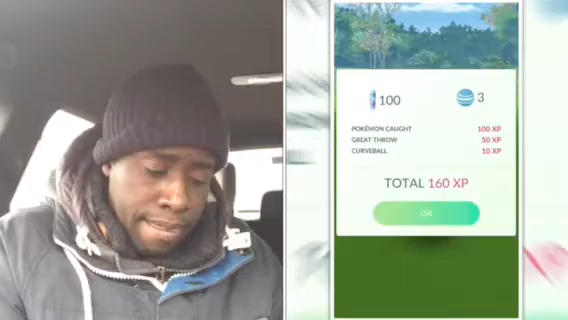 100
3
POKÉMON CAUGHT 100 XP
GREAT THROW 50 XP
CURVEBALL 10 XP
TOTAL 160 XP
OK